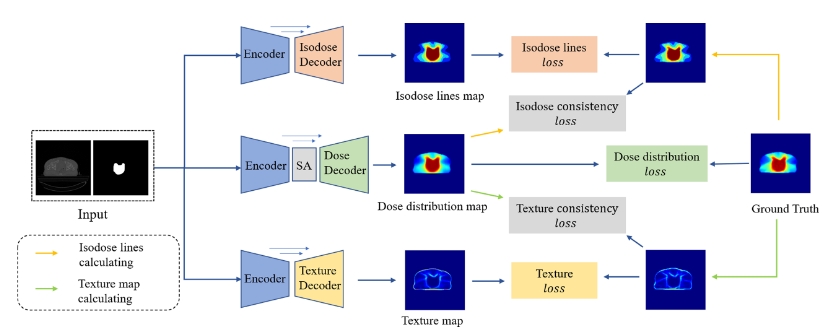 Encoder
Isodose
Decoder
Isodose lines map
Isodose lines
loss
Isodose consistency
loss
Input
Encoder
SA
Dose
Decoder
Dose distribution map
Dose distribution
loss
Ground Truth
Texture consistency
loss
Isodose lines
calculating
Texture map
calculating
Encoder
Texture
Decoder
Texture map
Texture
loss